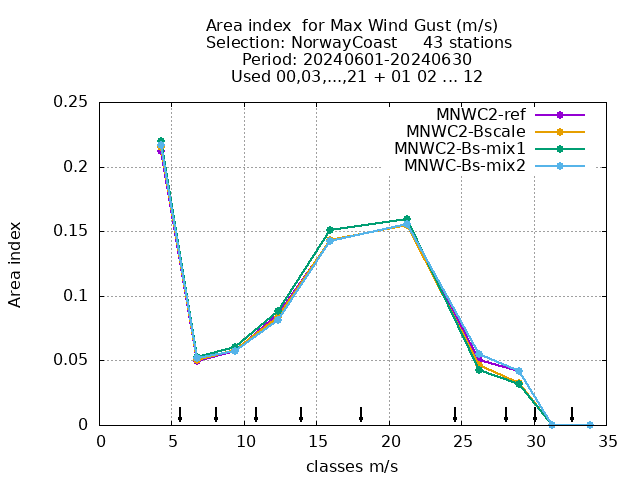 Area index  for Max Wind Gust (m/s)
Selection: NorwayCoast     43 stations
Period: 20240601-20240630
Used 00,03,...,21 + 01 02 ... 12
MNWC2-ref
MNWC2-Bscale
MNWC2-Bs-mix1
MNWC-Bs-mix2
0.25
0.2
0.15
0.1
0.05
0
Area index
0 5 10 15 20 25 30 35
classes m/s